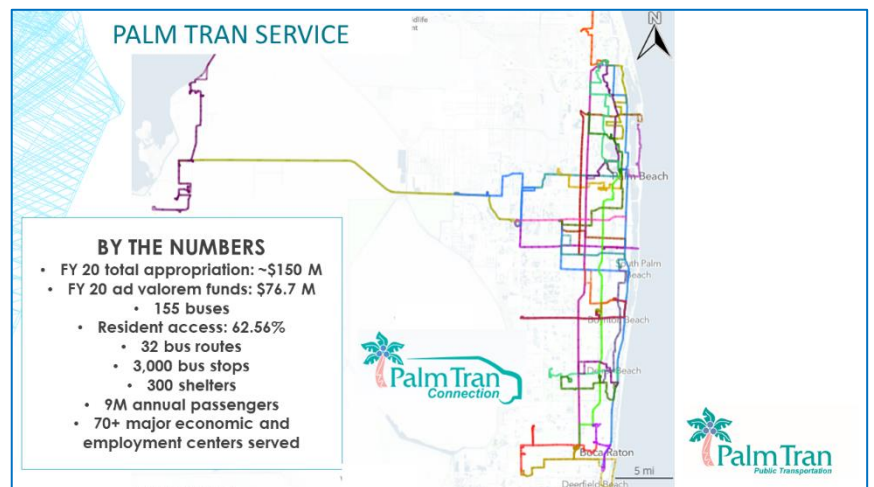 PALM TRAN SERVICE
N
BY THE NUMBERS
• FY 20 total appropriation: ~$150 M
• FY 20 ad valorem funds: $76.7 M
• 155 buses
• Resident access: 62.56%
• 32 bus routes
• 3,000 bus stops
• 300 shelters
• 9M annual passengers
• 70+ major economic and
employment centers served
Palm Beach
South Palm
Beach
Boynton Beach
Beach
Boca Raton
5 mi
Deerfield Beach
Palm Tran
Connection
Palm Tran
Public Transportation